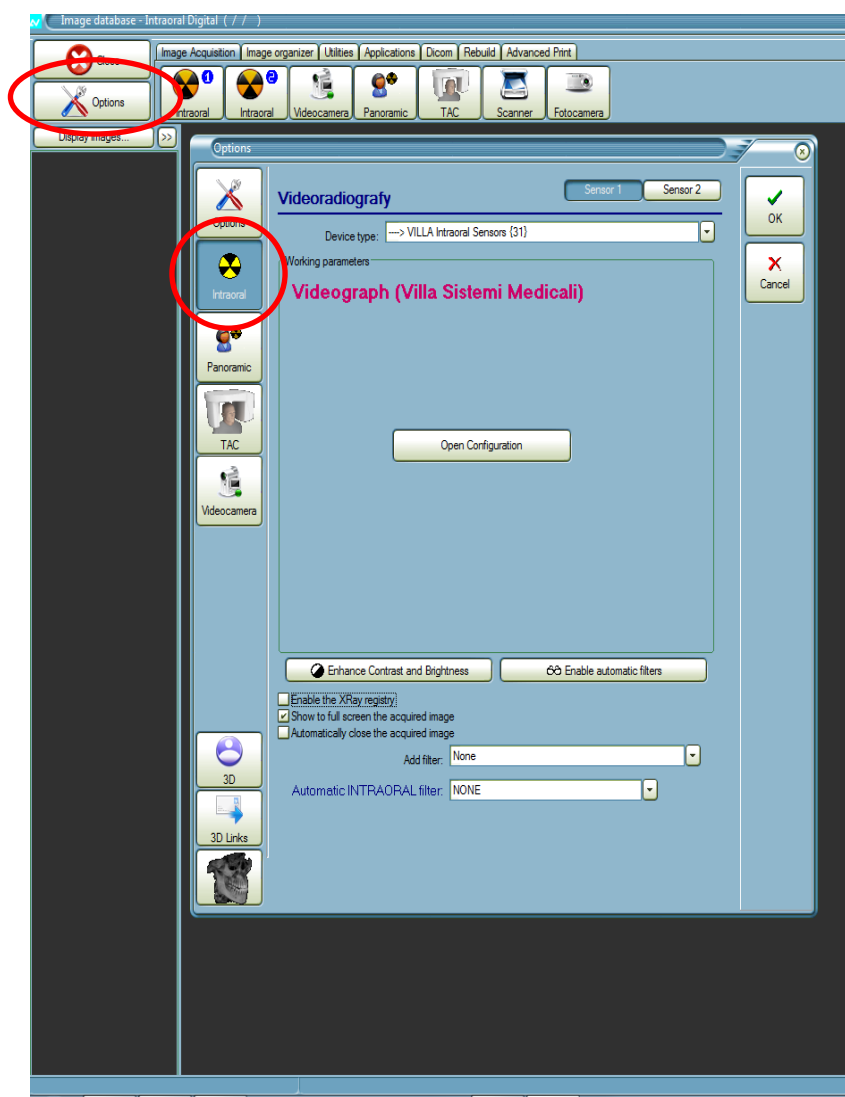 Image database - Intraoral Digital ( / / )
Close
Image Acquisition Image organizer Utilities Applications Dicom Rebuild Advanced Print
Options
1 2
Intraoral Intraoral Videocamera Panoramic TAC Scanner Fotocamera
Display images... >>
Options
Options
Videoradiografy
Sensor 1 Sensor 2
OK
Device type: ----> VILLA Intraoral Sensors {31}
Working parameters
Cancel
Intraoral
Videograph (Villa Sistemi Medicali)
Panoramic
TAC
Open Configuration
Videocamera
Enhance Contrast and Brightness Enable automatic filters
Enable the XRay registry
Show to full screen the acquired image
Automatically close the acquired image
Add filter: None
3D
Automatic INTRAORAL filter: NONE
3D Links